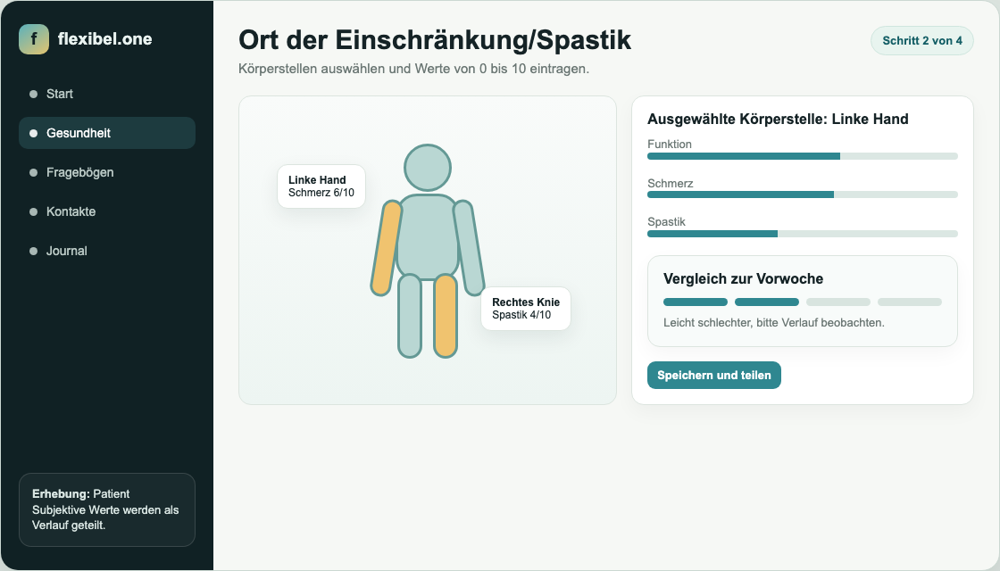 f flexibel.one
Start
Gesundheit
Fragebögen
Kontakte
Journal
Erhebung: Patient
Subjektive Werte werden als
Verlauf geteilt.
Ort der Einschränkung/Spastik
Körperstellen auswählen und Werte von 0 bis 10 eintragen.
Schritt 2 von 4
Linke Hand
Schmerz 6/10
Rechtes Knie
Spastik 4/10
Ausgewählte Körperstelle: Linke Hand
Funktion
Schmerz
Spastik
Vergleich zur Vorwoche
Leicht schlechter, bitte Verlauf beobachten.
Speichern und teilen